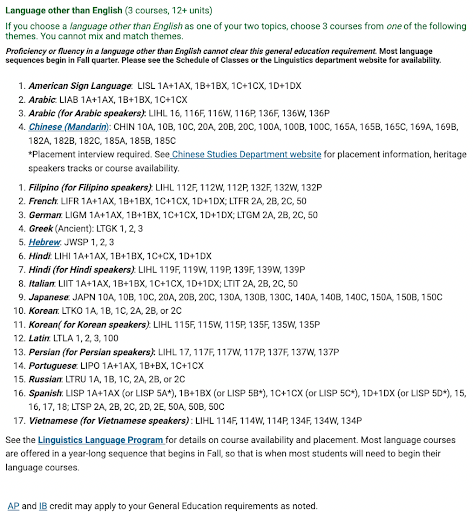 Language other than English (3 courses, 12+ units)
If you choose a language other than English as one of your two topics, choose 3 courses from one of the following
themes. You cannot mix and match themes.
Proficiency or fluency in a language other than English cannot clear this general education requirement. Most language
sequences begin in Fall quarter. Please see the Schedule of Classes or the Linguistics department website for availability.
1. American Sign Language: LISL 1A+1AX, 1B+1BX, 1C+1CX, 1D+1DX
2. Arabic: LIAB 1A+1AX, 1B+1BX, 1C+1CX
3. Arabic (for Arabic speakers): LIHL 16, 116F, 116W, 116P, 136F, 136W, 136P
4. Chinese (Mandarin): CHIN 10A, 10B, 10C, 20A, 20B, 20C, 100A, 100B, 100C, 165A, 165B, 165C, 169A, 169B,
182A, 182B, 182C, 185A, 185B, 185C
*Placement interview required. See Chinese Studies Department website for placement information, heritage
speakers tracks or course availability.
1. Filipino (for Filipino speakers): LIHL 112F, 112W, 112P, 132F, 132W, 132P
2. French: LIFR 1A+1AX, 1B+1BX, 1C+1CX, 1D+1DX; LTFR 2A, 2B, 2C, 50
3. German: LIGM 1A+1AX, 1B+1BX, 1C+1CX, 1D+1DX; LTGM 2A, 2B, 2C, 50
4. Greek (Ancient): LTGK 1, 2, 3
5. Hebrew: JWSP 1, 2, 3
6. Hindi: LIHI 1A+1AX, 1B+1BX, 1C+CX, 1D+1DX
7. Hindi (for Hindi speakers): LIHL 119F, 119W, 119P, 139F, 139W, 139P
8. Italian: LIIT 1A+1AX, 1B+1BX, 1C+1CX, 1D+1DX; LTIT 2A, 2B, 2C, 50
9. Japanese: JAPN 10A, 10B, 10C, 20A, 20B, 20C, 130A, 130B, 130C, 140A, 140B, 140C, 150A, 150B, 150C
10. Korean: LTKO 1A, 1B, 1C, 2A, 2B, or 2C
11. Korean( for Korean speakers): LIHL 115F, 115W, 115P, 135F, 135W, 135P
12. Latin: LTLA 1, 2, 3, 100
13. Persian (for Persian speakers): LIHL 17, 117F, 117W, 117P, 137F, 137W, 137P
14. Portuguese: LIPO 1A+1AX, 1B+BX, 1C+1CX
15. Russian: LTRU 1A, 1B, 1C, 2A, 2B, or 2C
16. Spanish: LISP 1A+1AX (or LISP 5A*), 1B+1BX (or LISP 5B*), 1C+1CX (or LISP 5C*), 1D+1DX (or LISP 5D*), 15,
16, 17, 18; LTSP 2A, 2B, 2C, 2D, 2E, 50A, 50B, 50C
17. Vietnamese (for Vietnamese speakers) : LIHL 114F, 114W, 114P, 134F, 134W, 134P
See the Linguistics Language Program for details on course availability and placement. Most language courses
are offered in a year-long sequence that begins in Fall, so that is when most students will need to begin their
language courses.
AP and IB credit may apply to your General Education requirements as noted.